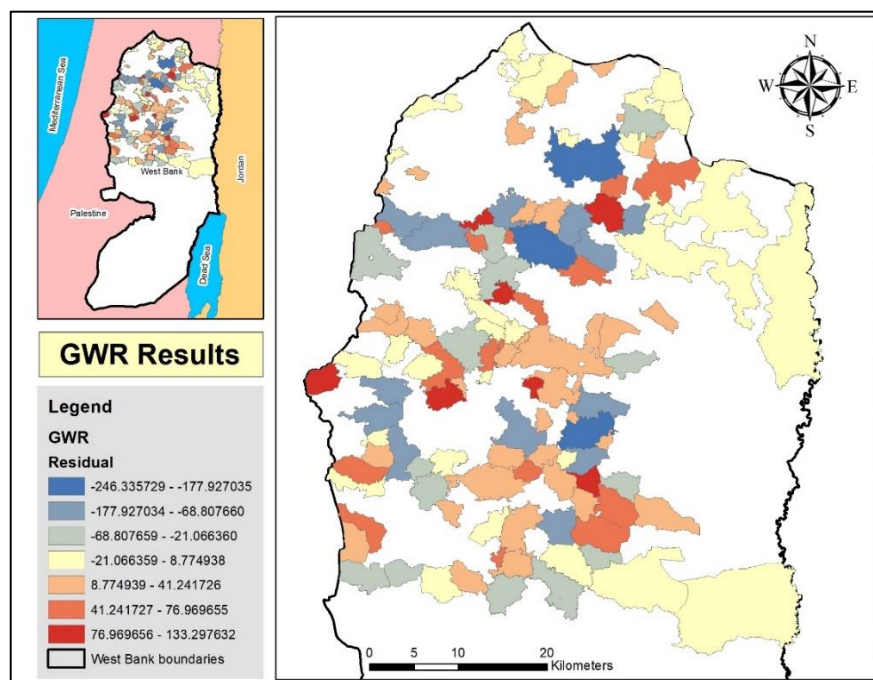 Mediterranean Sea
West Bank
Palestine
Jordan
Dead Sea
GWR Results
Legend
GWR
Residual
-246.335729 - -177.927035
-177.927034 - -68.807660
-68.807659 - -21.066360
-21.066359 - 8.774938
8.774939 - 41.241726
41.241727 - 76.969655
76.969656 - 133.297632
West Bank boundaries
N
W E
S
0 5 10 20
Kilometers